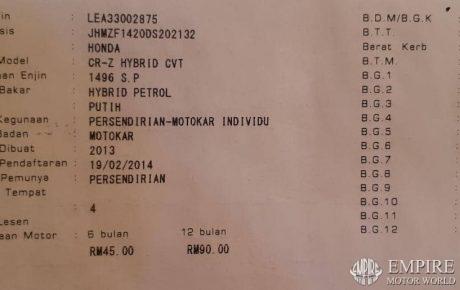 in : LEA33002875 B.D.M/B.G.K
sis : JHMZF1420DS202132 B.T.T.
: HONDA Berat Kerb
Model : CR-Z HYBRID CVT B.T.M.
an Enjin : 1496 S.P B.G.1
Bakar : HYBRID PETROL B.G.2
: PUTIH B.G.3
Kegunaan : PERSENDIRIAN-MOTOKAR INDIVIDU B.G.4
Badan : MOTOKAR B.G.5
Dibuat : 2013 B.G.6
Pendaftaran : 19/02/2014 B.G.7
Pemunya : PERSENDIRIAN B.G.8
Tempat B.G.9
: 4 B.G.10
Lesen B.G.11
ean Motor : 6 bulan 12 bulan B.G.12
RM45.00 RM90.00
EMPIRE
EMPIRE
MOTOR WORLD